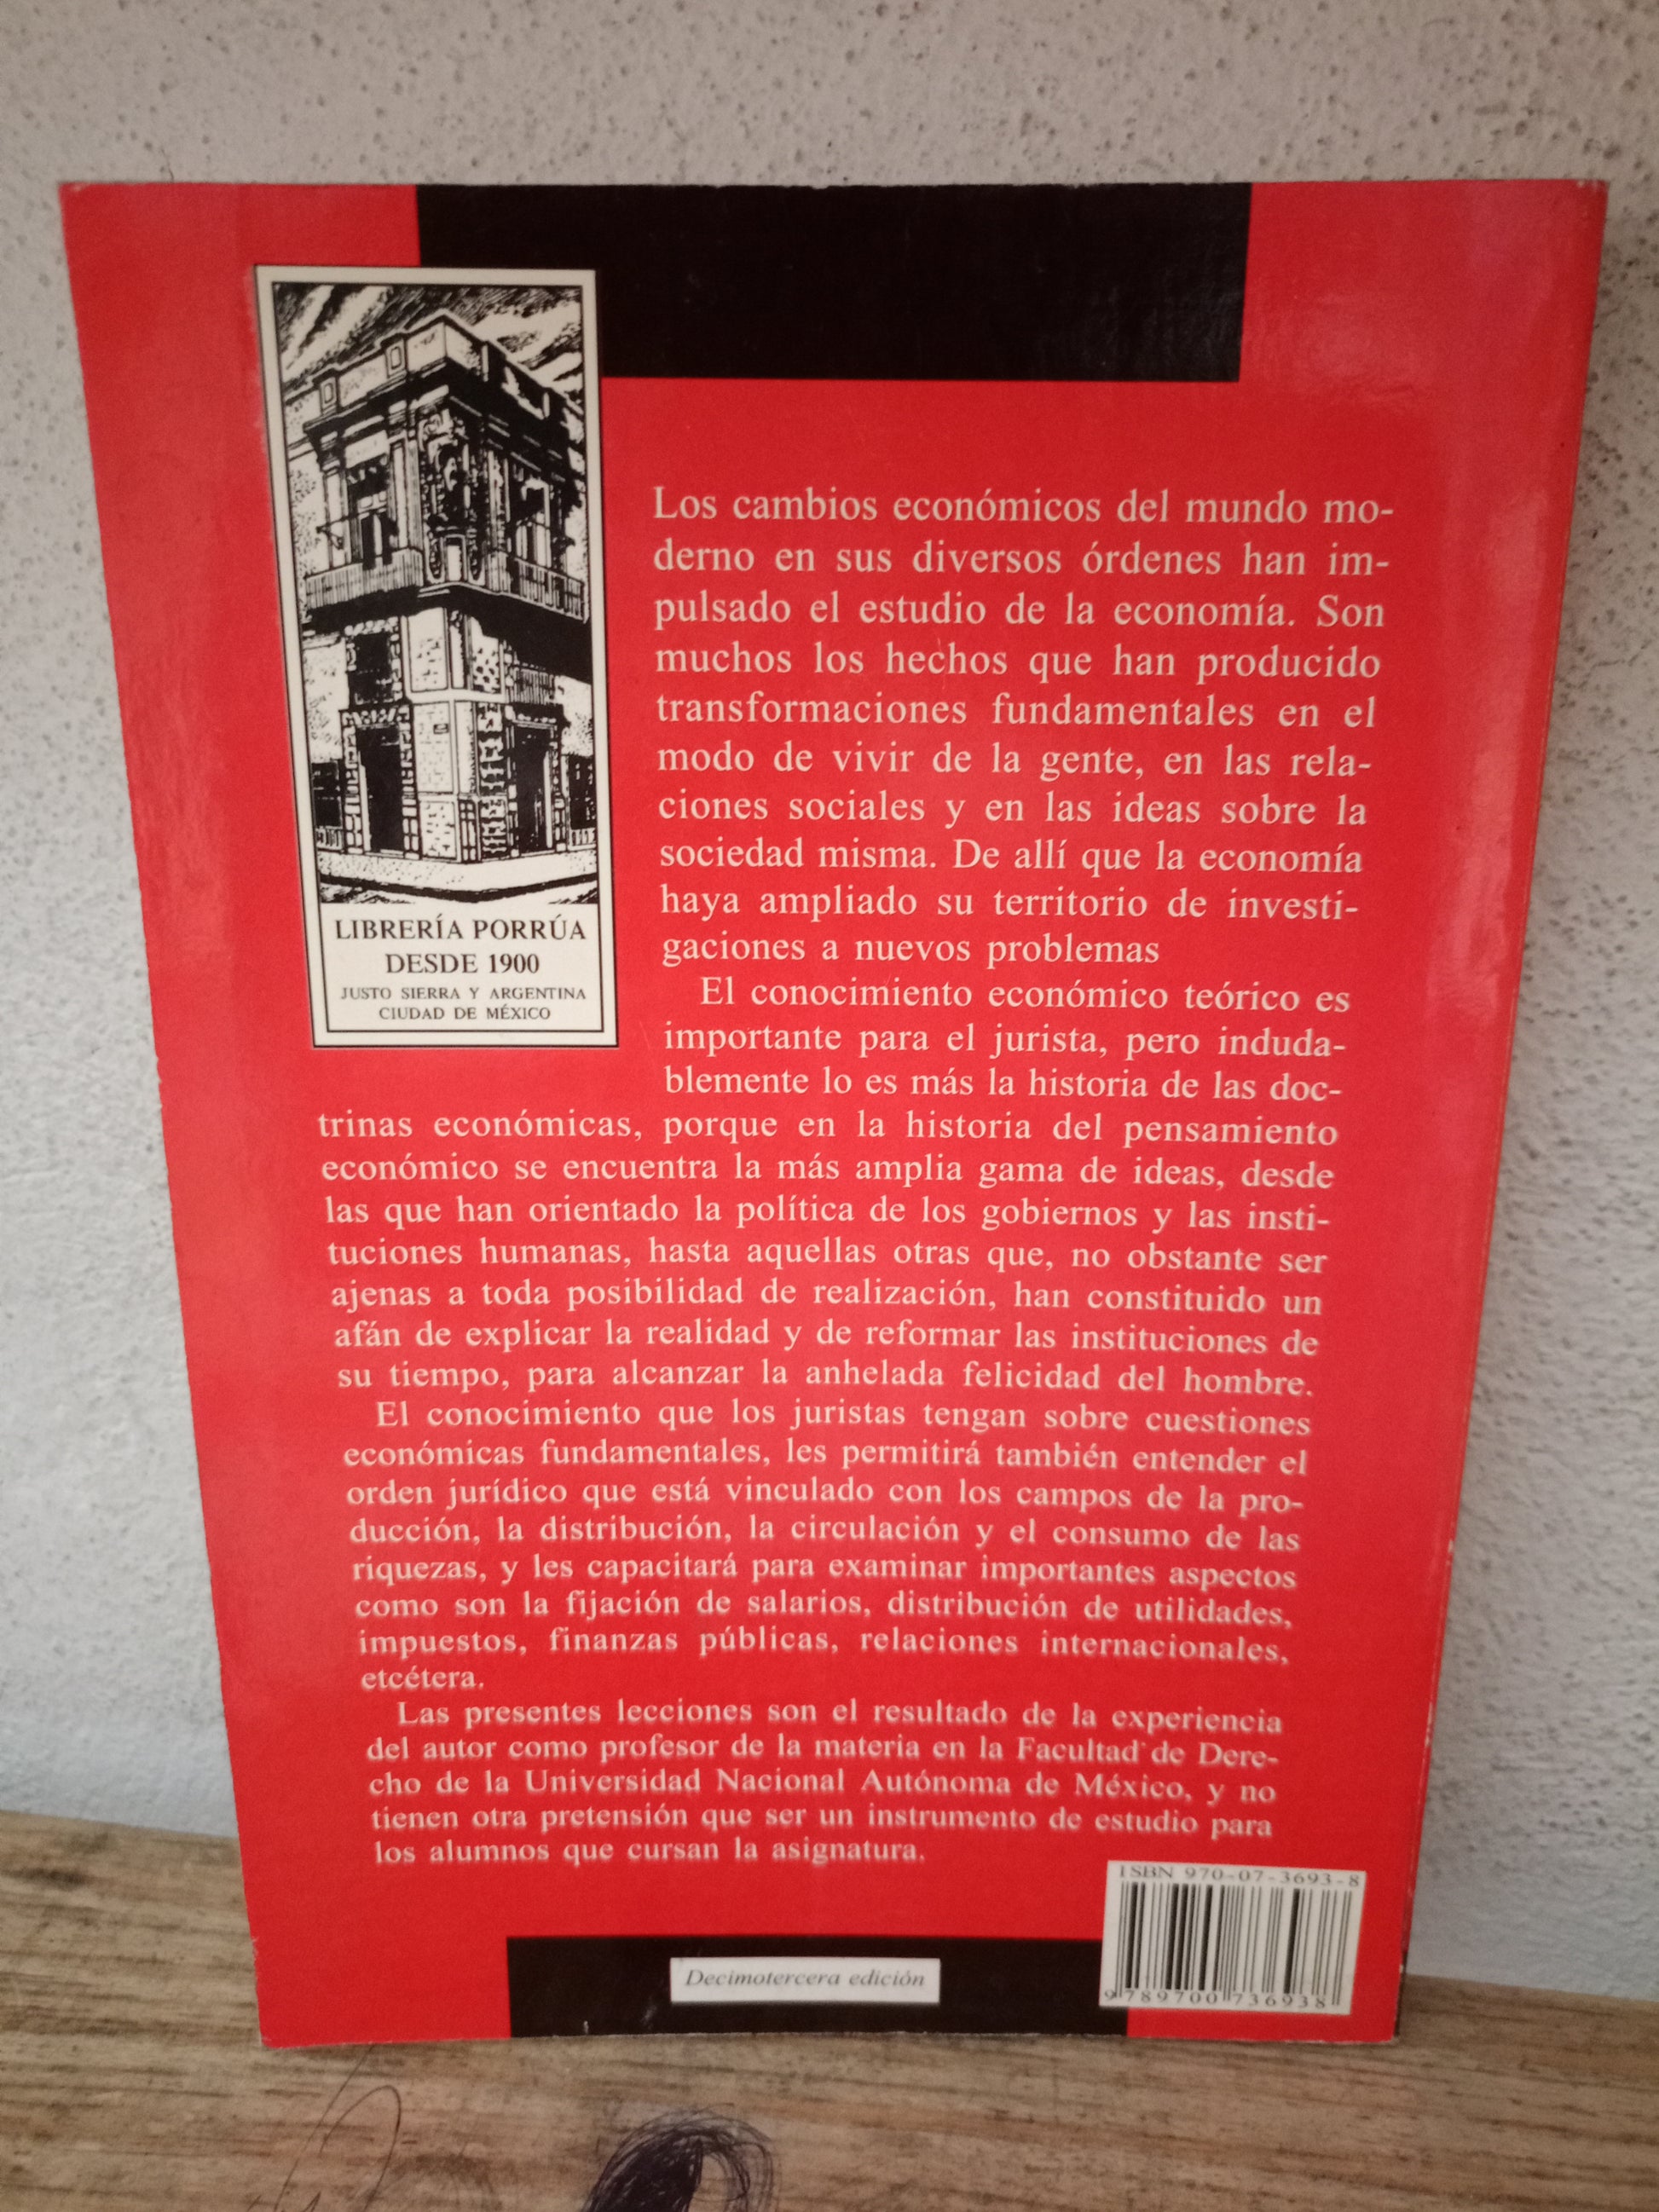 LIBRERÍA PORRÚA
DESDE 1900
JUSTO SIERRA Y ARGENTINA
CIUDAD DE MÉXICO
Los cambios económicos del mundo mo-
derno en sus diversos órdenes han im-
pulsado el estudio de la economía. Son
muchos los hechos que han producido
transformaciones fundamentales en el
modo de vivir de la gente, en las rela-
ciones sociales y en las ideas sobre la
sociedad misma. De allí que la economía
haya ampliado su territorio de investi-
gaciones a nuevos problemas
El conocimiento económico teórico es
importante para el jurista, pero induda-
blemente lo es más la historia de las doc-
trinas económicas, porque en la historia del pensamiento
económico se encuentra la más amplia gama de ideas, desde
las que han orientado la política de los gobiernos y las insti-
tuciones humanas, hasta aquellas otras que, no obstante ser
ajenas a toda posibilidad de realización, han constituido un
afán de explicar la realidad y de reformar las instituciones de
su tiempo, para alcanzar la anhelada felicidad del hombre.
El conocimiento que los juristas tengan sobre cuestiones
económicas fundamentales, les permitirá también entender el
orden jurídico que está vinculado con los campos de la pro-
ducción, la distribución, la circulación y el consumo de las
riquezas, y les capacitará para examinar importantes aspectos
como son la fijación de salarios, distribución de utilidades,
impuestos, finanzas públicas, relaciones internacionales,
etcétera.
Las presentes lecciones son el resultado de la experiencia
del autor como profesor de la materia en la Facultad de Dere-
cho de la Universidad Nacional Autónoma de México, y no
tienen otra pretensión que ser un instrumento de estudio para
los alumnos que cursan la asignatura.
ISBN 970-07-3693-8
9 789700 736938
Decimotercera edición